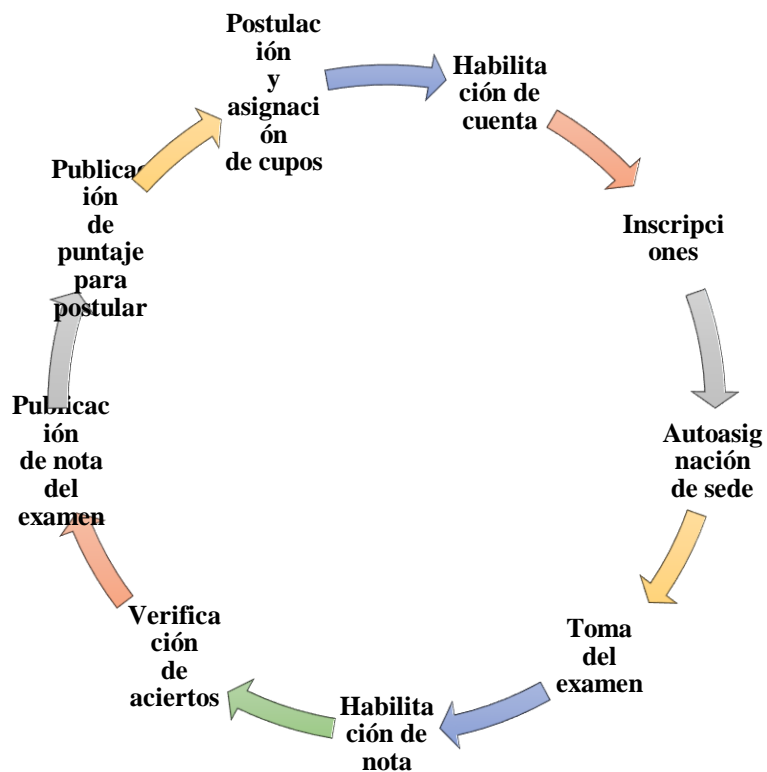 Postulac
ión
y
asignaci
ón
de cupos
Habilita
ción de
cuenta
Inscripci
ones
Autoasig
nación
de sede
Toma
del
examen
Habilita
ción de
nota
Verifica
ción
de
aciertos
Publicac
ión
de nota
del
examen
Publicac
ión
de
puntaje
para
postular